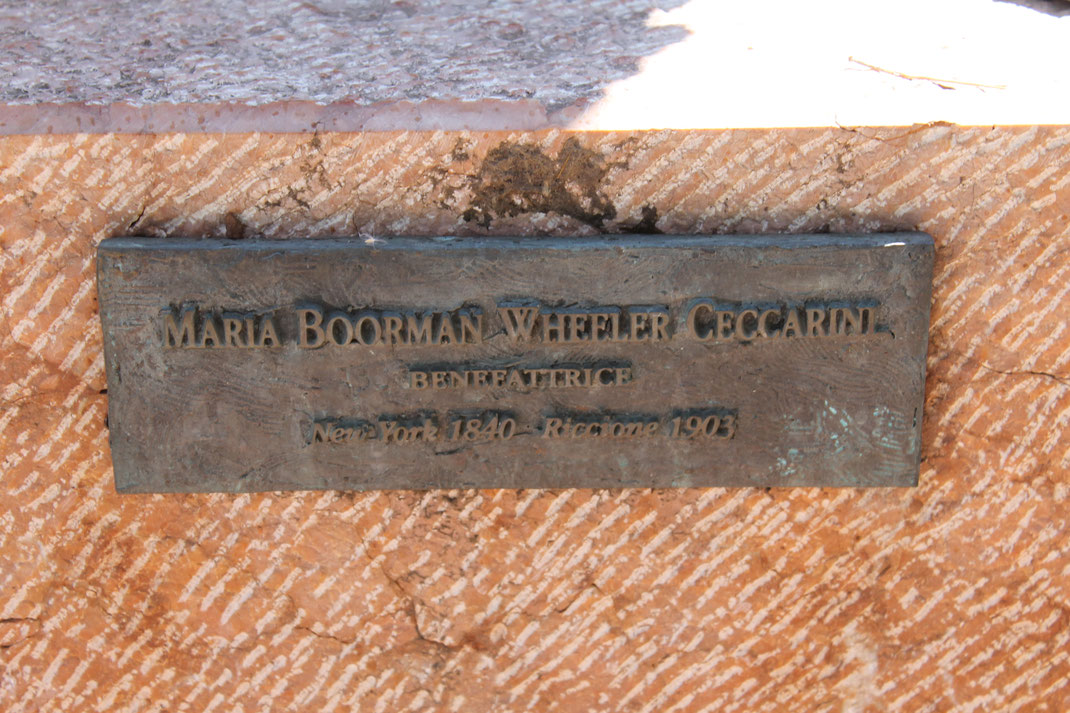 MARIA BOORMAN WHEELER CECCARINI
BENEFATTRICE
New York 1840 - Riccione 1903